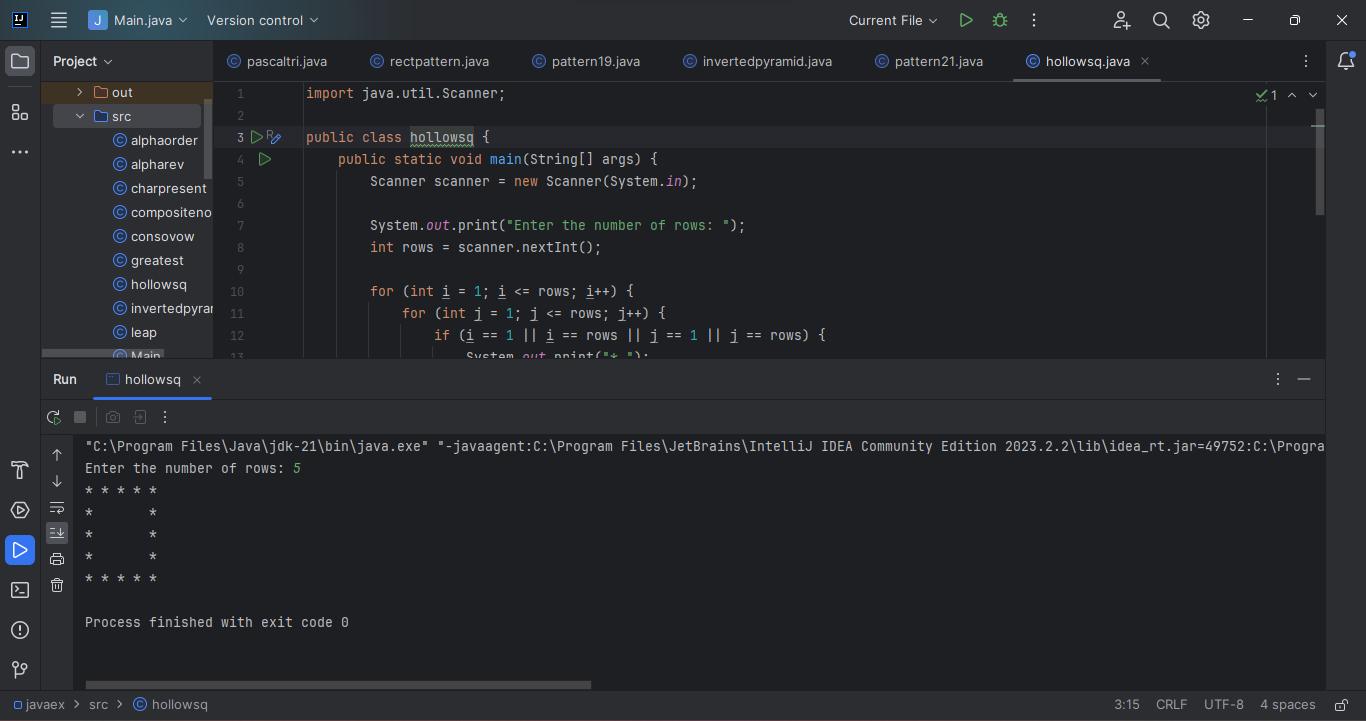 Main.java
Version control
Current File
Project
pascaltri.java
rectpattern.java
pattern19.java
invertedpyramid.java
pattern21.java
hollowsq.java
out
src
alphaorder
alpharev
charpresent
compositeno
consovow
greatest
hollowsq
invertedpyrar
leap
Main
1 import java.util.Scanner;
2
3 public class hollowsq {
4 public static void main(String[] args) {
5 Scanner scanner = new Scanner(System.in);
6
7 System.out.print("Enter the number of rows: ");
8 int rows = scanner.nextInt();
9
10 for (int i = 1; i <= rows; i++) {
11 for (int j = 1; j <= rows; j++) {
12 if (i == 1 || i == rows || j == 1 || j == rows) {
13 System.out.print("* ");
1
Run
hollowsq
"C:\Program Files\Java\jdk-21\bin\java.exe" "-javaagent:C:\Program Files\JetBrains\IntelliJ IDEA Community Edition 2023.2.2\lib\idea_rt.jar=49752:C:\Progra
Enter the number of rows: 5
* * * * *
*       *
*       *
*       *
* * * * *
Process finished with exit code 0
javaex > src > hollowsq
3:15 CRLF UTF-8 4 spaces